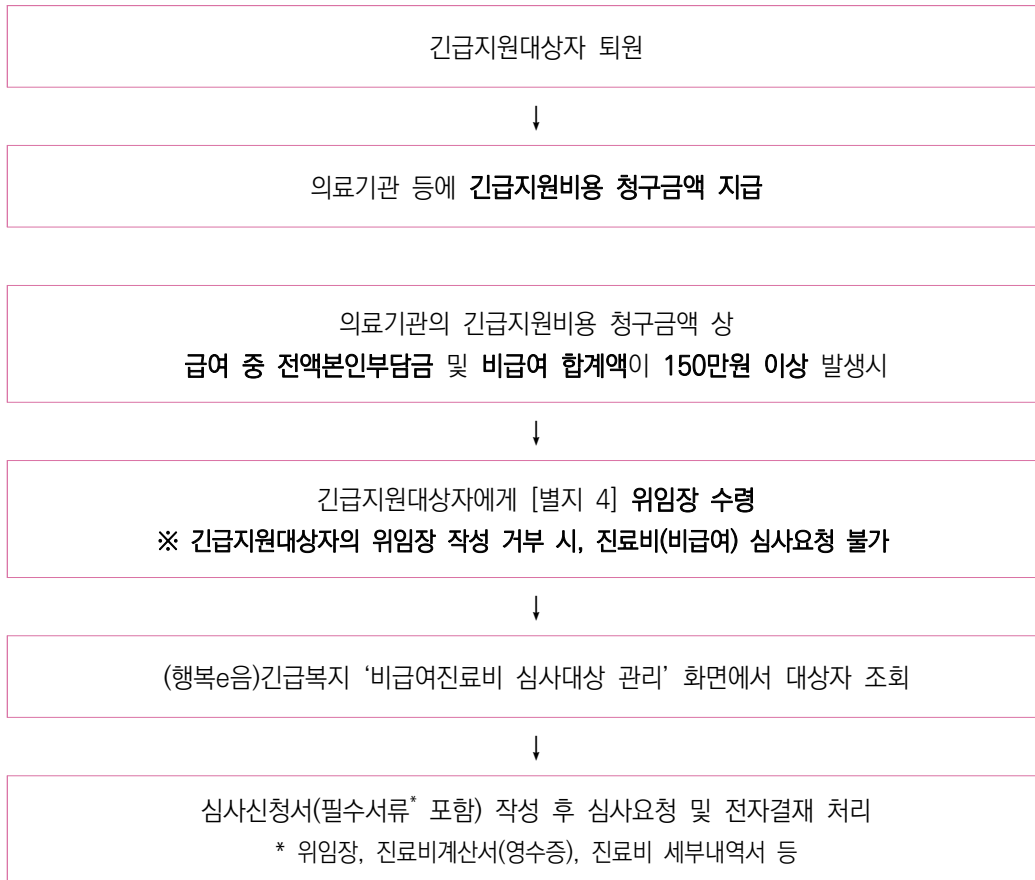 긴급지원대상자 퇴원
↓
의료기관 등에 긴급지원비용 청구금액 지급
의료기관의 긴급지원비용 청구금액 상
급여 중 전액본인부담금 및 비급여 합계액이 150만원 이상 발생시
↓
긴급지원대상자에게 [별지 4] 위임장 수령
※ 긴급지원대상자의 위임장 작성 거부 시, 진료비(비급여) 심사요청 불가
↓
(행복e음)긴급복지 ‘비급여진료비 심사대상 관리’ 화면에서 대상자 조회
↓
심사신청서(필수서류* 포함) 작성 후 심사요청 및 전자결재 처리
* 위임장, 진료비계산서(영수증), 진료비 세부내역서 등